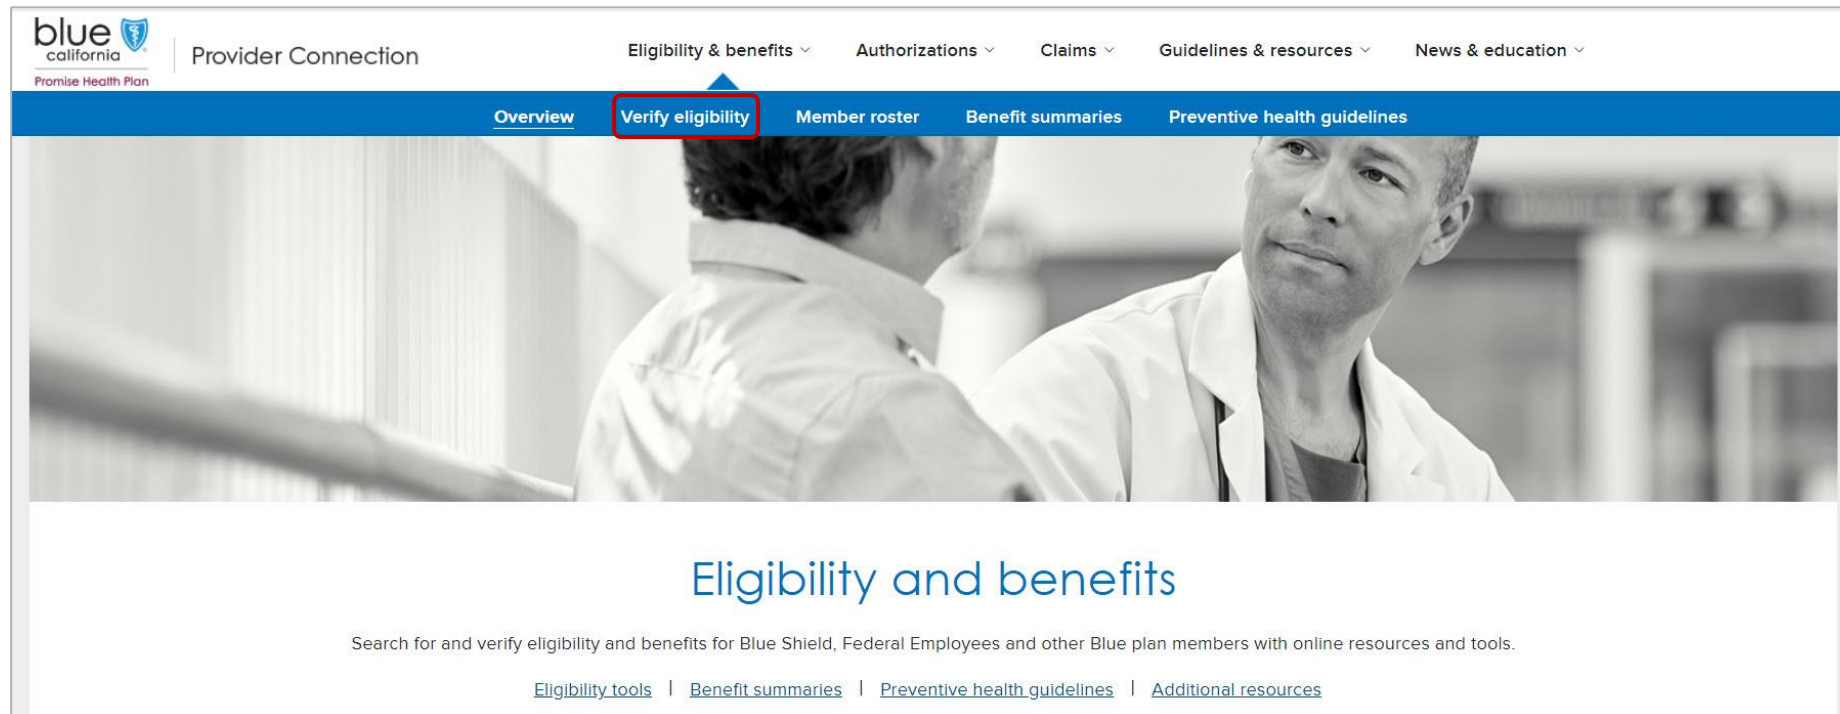 blue
california
Promise Health Plan
Provider Connection
Eligibility & benefits
Authorizations
Claims
Guidelines & resources
News & education
Overview
Verify eligibility
Member roster
Benefit summaries
Preventive health guidelines
Eligibility and benefits
Search for and verify eligibility and benefits for Blue Shield, Federal Employees and other Blue plan members with online resources and tools.
Eligibility tools | Benefit summaries | Preventive health guidelines | Additional resources